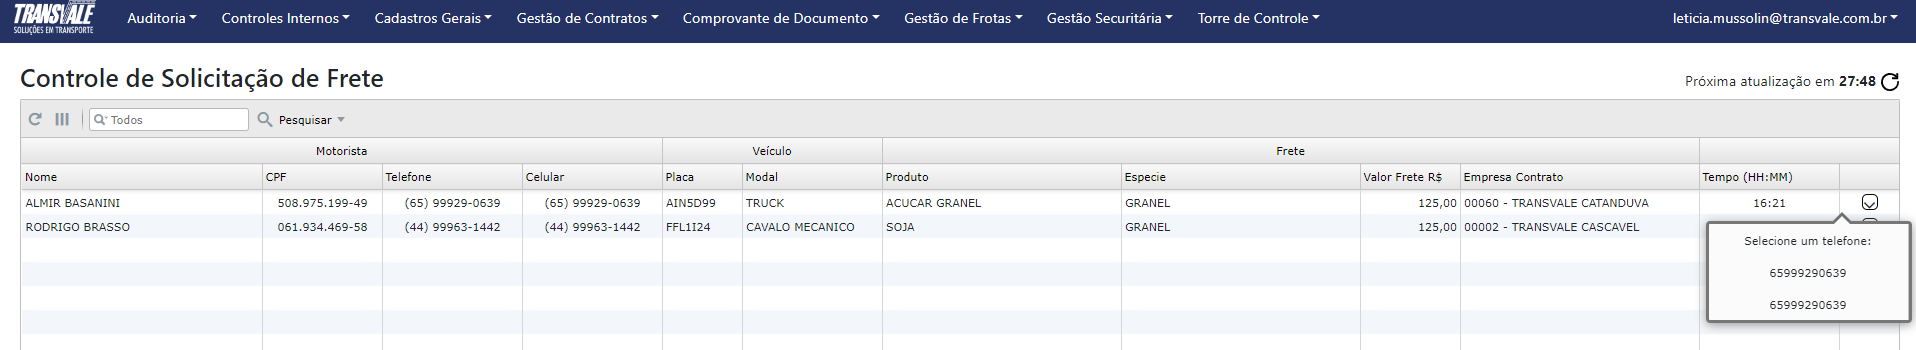 TRANSVALE
SOLUÇÕES EM TRANSPORTE
Auditoria Controles Internos Cadastros Gerais Gestão de Contratos Comprovante de Documento Gestão de Frotas Gestão Securitária Torre de Controle leticia.mussolin@transvale.com.br
Controle de Solicitação de Frete
Próxima atualização em 27:48
Todos Pesquisar
Motorista Veículo Frete
Nome CPF Telefone Celular Placa Modal Produto Especie Valor Frete R$ Empresa Contrato Tempo (HH:MM)
ALMIR BASANINI 508.975.199-49 (65) 99929-0639 (65) 99929-0639 AIN5D99 TRUCK ACUCAR GRANEL GRANEL 125,00 00060 - TRANSVALE CATANDUVA 16:21
RODRIGO BRASSO 061.934.469-58 (44) 99963-1442 (44) 99963-1442 FFL1I24 CAVALO MECANICO SOJA GRANEL 125,00 00002 - TRANSVALE CASCAVEL
Selecione um telefone:
65999290639
65999290639